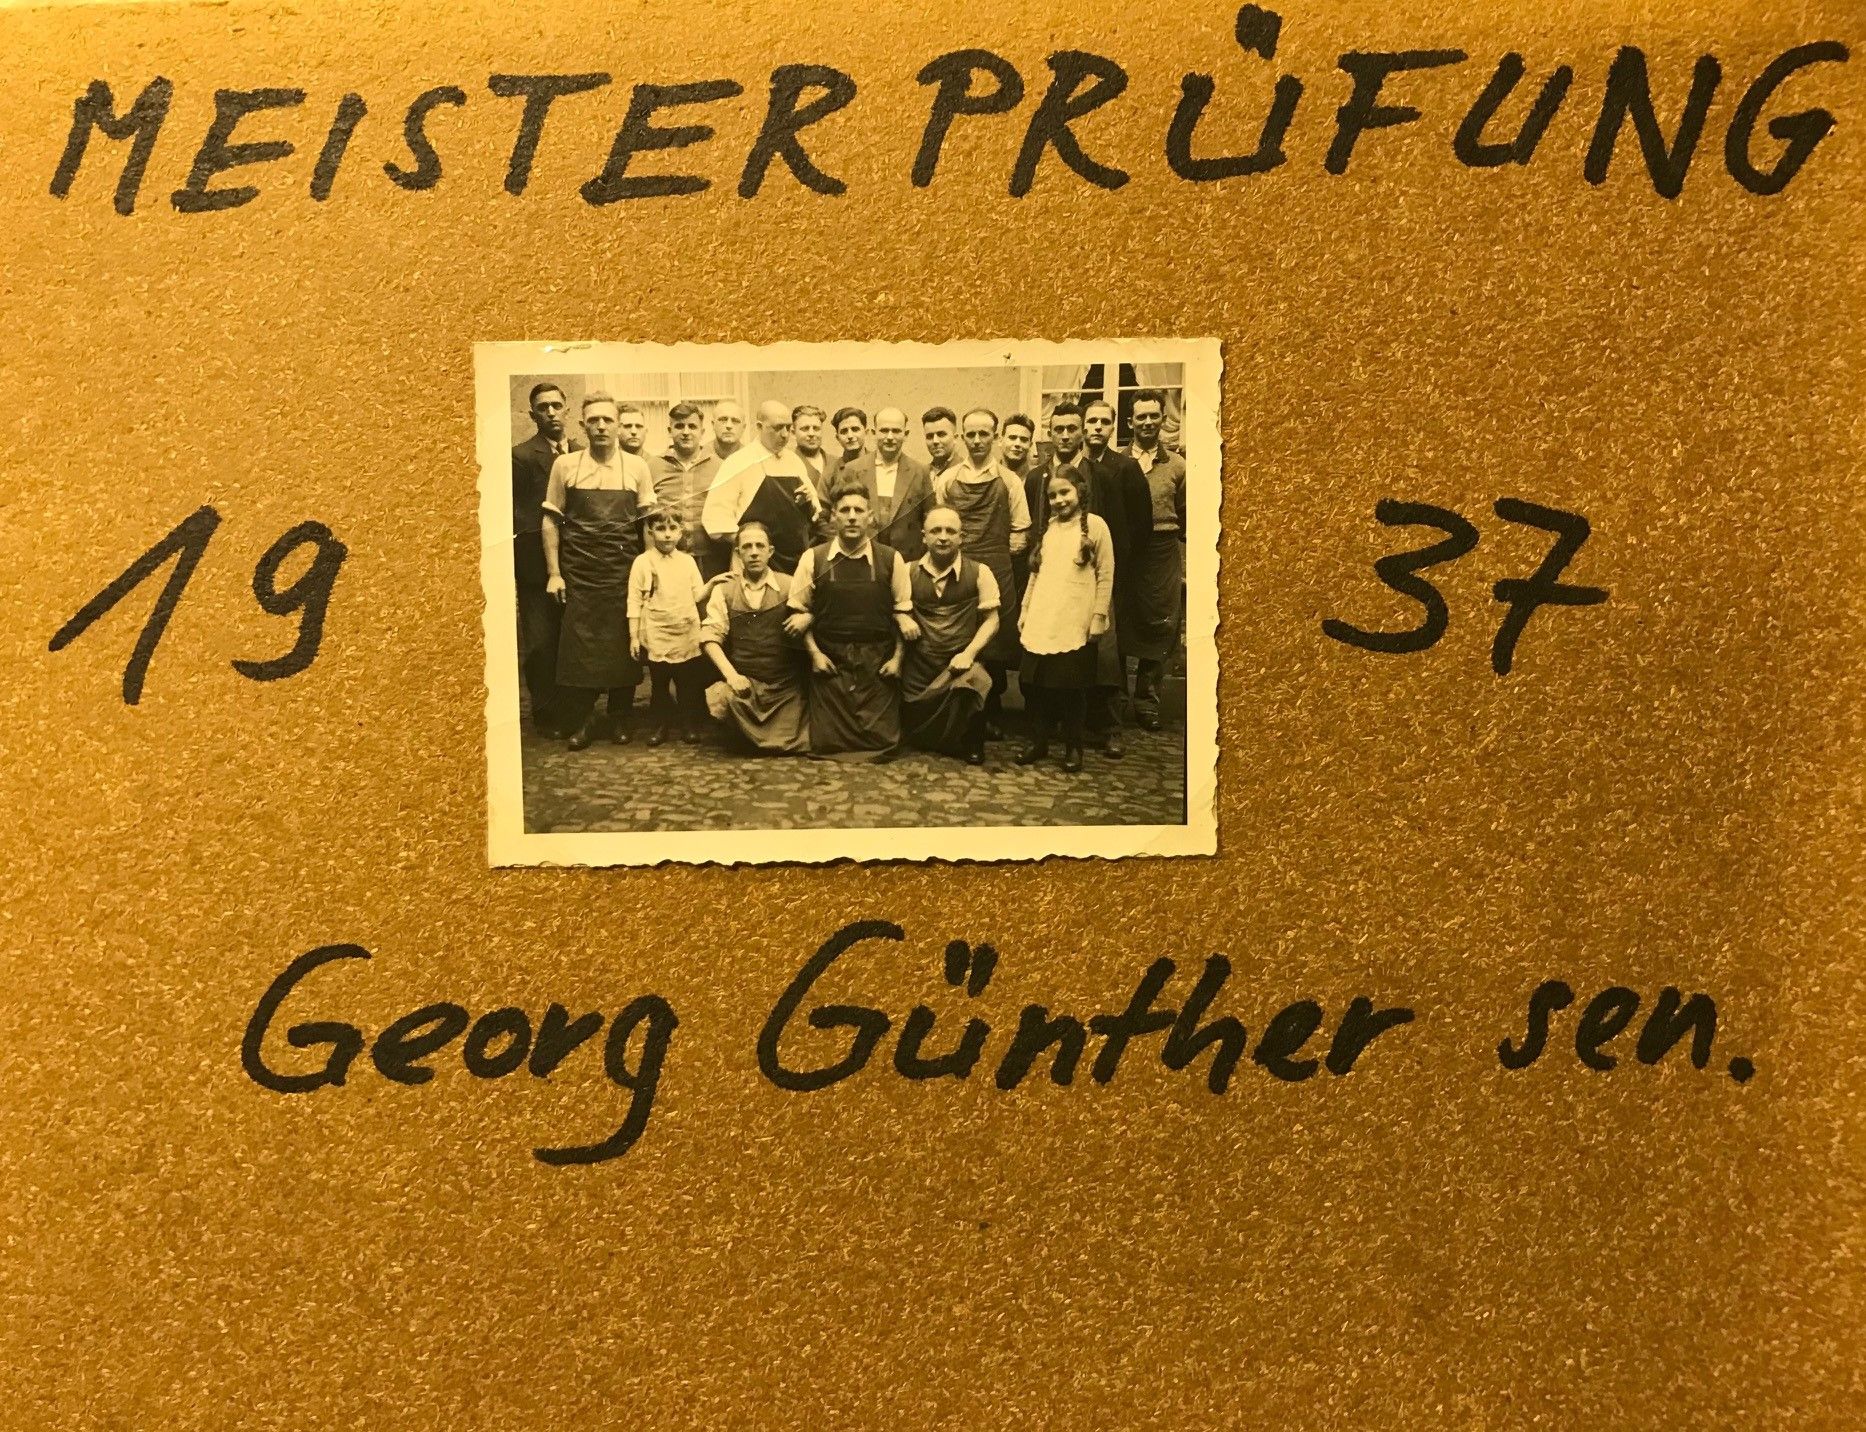 MEISTERPRÜFUNG
19 37
Georg Günther sen.